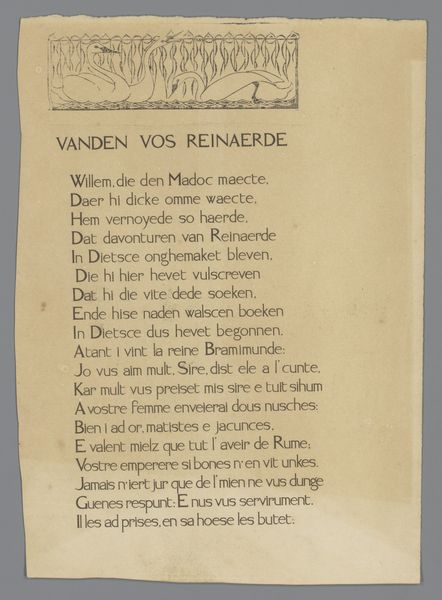 VANDEN VOS REINAERDE
Willem, die den Madoc maecte,
Daer hi dicke omme waecte,
Hem vernoyede so haerde,
Dat davonturen van Reinaerde
In Dietsce onghemaket bleven,
Die hi hier hevet vulscreven
Dat hi die vite dede soeken,
Ende hise naden walscen boeken
In Dietsce dus hevet begonnen.
Atant i vint la reine Bramimunde:
Jo vus aim mult, Sire, dist ele a l'cunte,
Kar mult vus preiset mis sire e tuit si hum
A vostre femme enveierai dous nusches:
Bien i ad or, matistes e jacunces,
E valent mielz que tut l'aveir de Rume;
Vostre emperere si bones n'en vit unkes.
Jamais n'iert jur que de l'mien ne vus dunge
Guenes respunt: E nus vus servirument.
Il les ad prises, en sa hoese les butet: